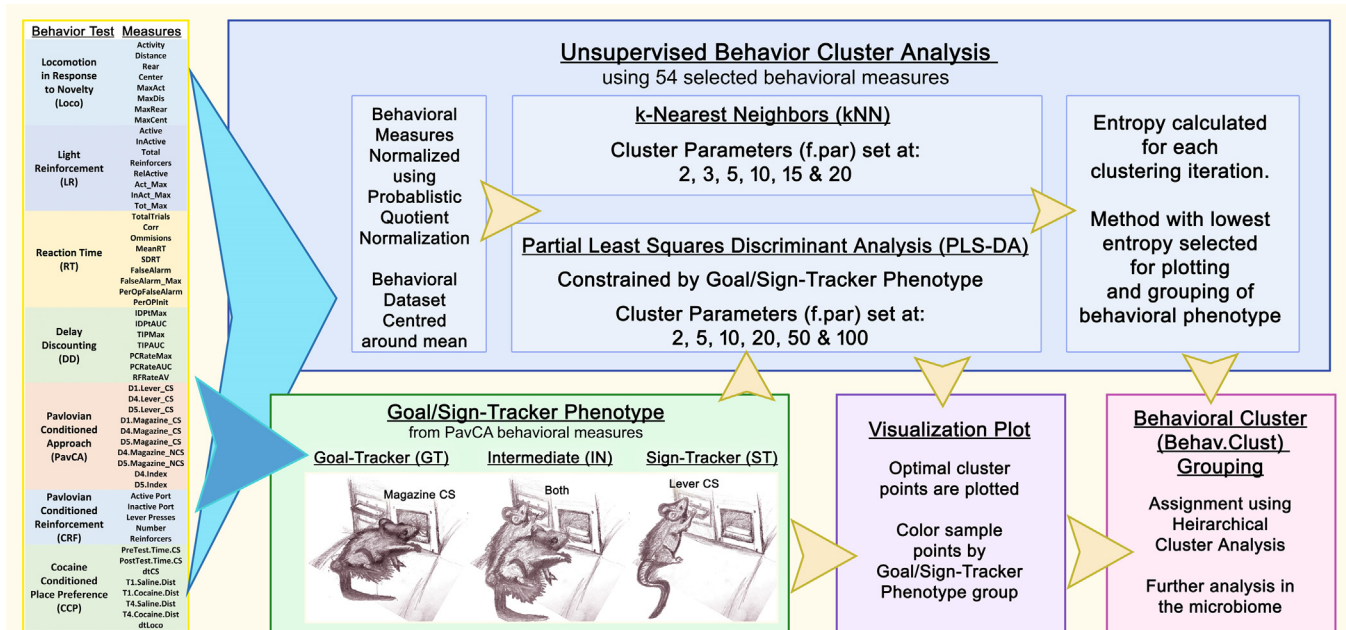 Behavior Test Measures
Locomotion
in Response
to Novelty
(Loco)
Activity
Distance
Rear
Center
MaxAct
MaxDis
MaxRear
MaxCent
Light
Reinforcement
(LR)
Active
InActive
Total
Reinforcers
RelActive
Act_Max
InAct_Max
Tot_Max
Reaction Time
(RT)
TotalTrials
Corr
Ommisions
MeanRT
SDRT
FalseAlarm
FalseAlarm_Max
PerOpFalseAlarm
PerOPInit
Delay
Discounting
(DD)
IDPtMax
IDPtAUC
TIPMax
TIPAUC
PCRateMax
PCRateAUC
RFRateAV
Pavlovian
Conditioned
Approach
(PavCA)
D1.Lever_CS
D4.Lever_CS
D5.Lever_CS
D1.Magazine_CS
D4.Magazine_CS
D5.Magazine_CS
D4.Magazine_NCS
D5.Magazine_NCS
D4.Index
D5.Index
Pavlovian
Conditioned
Reinforcement
(CRF)
Active Port
Inactive Port
Lever Presses
Number
Reinforcers
Cocaine
Conditioned
Place Preference
(CCP)
PreTest.Time.CS
PostTest.Time.CS
dtCS
T1.Saline.Dist
T1.Cocaine.Dist
T4.Saline.Dist
T4.Cocaine.Dist
dtLoco
Unsupervised Behavior Cluster Analysis
using 54 selected behavioral measures
Behavioral
Measures
Normalized
using
Probablistic
Quotient
Normalization
Behavioral
Dataset
Centred
around mean
k-Nearest Neighbors (kNN)
Cluster Parameters (f.par) set at:
2, 3, 5, 10, 15 & 20
Partial Least Squares Discriminant Analysis (PLS-DA)
Constrained by Goal/Sign-Tracker Phenotype
Cluster Parameters (f.par) set at:
2, 5, 10, 20, 50 & 100
Entropy calculated
for each
clustering iteration.
Method with lowest
entropy selected
for plotting
and grouping of
behavioral phenotype
Goal/Sign-Tracker Phenotype
from PavCA behavioral measures
Goal-Tracker (GT) Intermediate (IN) Sign-Tracker (ST)
Magazine CS Both Lever CS
Visualization Plot
Optimal cluster
points are plotted
Color sample
points by
Goal/Sign-Tracker
Phenotype group
Behavioral Cluster
(Behav.Clust)
Grouping
Assignment using
Heirarchical
Cluster Analysis
Further analysis in
the microbiome